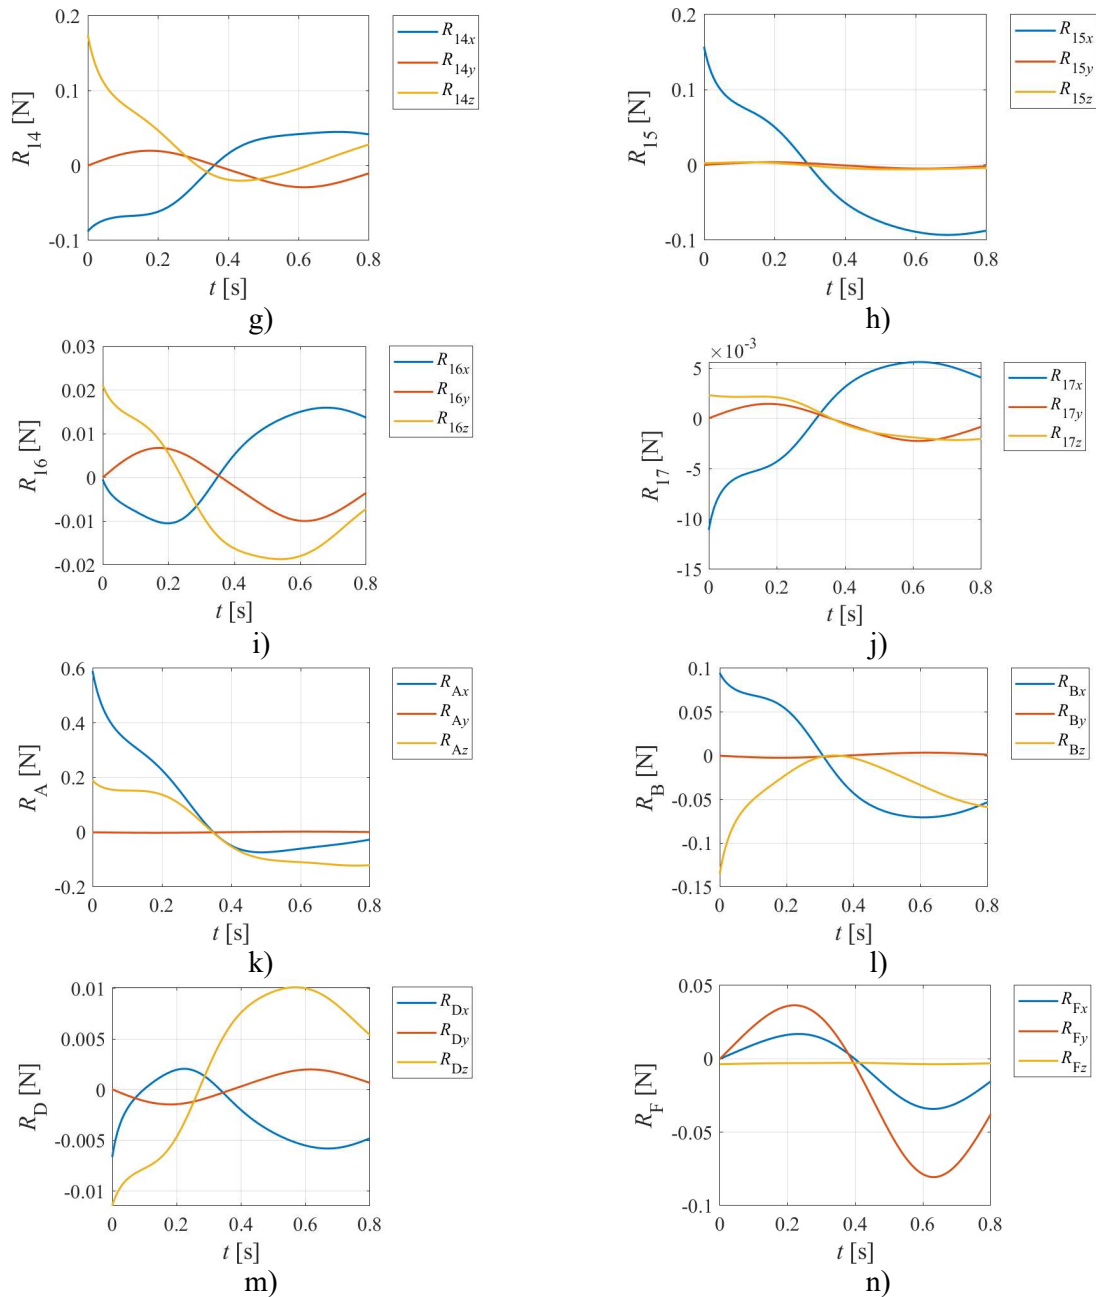 0.2
0.1
0
-0.1
R14 [N]
0 0.2 0.4 0.6 0.8
t [s]
R14x
R14y
R14z
g)
0.2
0.1
0
-0.1
R15 [N]
0 0.2 0.4 0.6 0.8
t [s]
R15x
R15y
R15z
h)
0.03
0.02
0.01
0
-0.01
-0.02
R16 [N]
0 0.2 0.4 0.6 0.8
t [s]
R16x
R16y
R16z
i)
×10-3
5
0
-5
-10
-15
R17 [N]
0 0.2 0.4 0.6 0.8
t [s]
R17x
R17y
R17z
j)
0.6
0.4
0.2
0
-0.2
RA [N]
0 0.2 0.4 0.6 0.8
t [s]
RAx
RAy
RAz
k)
0.1
0.05
0
-0.05
-0.1
-0.15
RB [N]
0 0.2 0.4 0.6 0.8
t [s]
RBx
RBy
RBz
l)
0.01
0.005
0
-0.005
-0.01
RD [N]
0 0.2 0.4 0.6 0.8
t [s]
RDx
RDy
RDz
m)
0.05
0
-0.05
-0.1
RF [N]
0 0.2 0.4 0.6 0.8
t [s]
RFx
RFy
RFz
n)